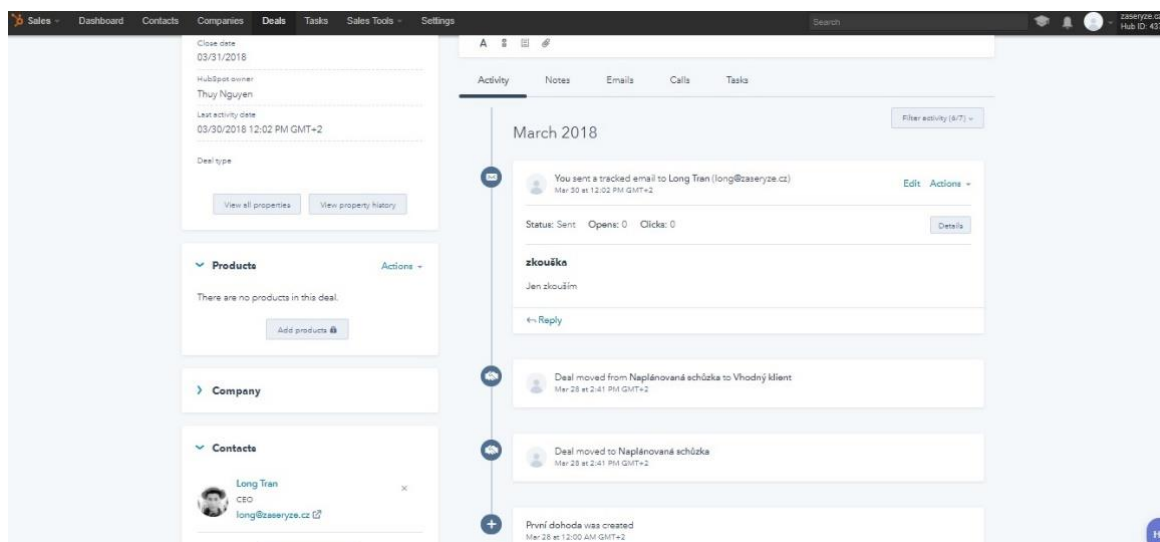 Sales Dashboard Contacts Companies Deals Tasks Sales Tools Settings
Search
zaseryze.cz
Hub ID: 437
Close date
03/31/2018
HubSpot owner
Thuy Nguyen
Last activity date
03/30/2018 12:02 PM GMT+2
Deal type
View all properties View property history
Products Actions
There are no products in this deal.
Add products
Company
Contacts
Long Tran
CEO
long@zaseryze.cz
A
Activity Notes Emails Calls Tasks
Filter activity (6/7)
March 2018
You sent a tracked email to Long Tran (long@zaseryze.cz)
Mar 30 at 12:02 PM GMT+2
Edit Actions
Status: Sent Opens: 0 Clicks: 0
Details
zkouška
Jen zkouším
Reply
Deal moved from Naplánovaná schůzka to Vhodný klient
Mar 28 at 2:41 PM GMT+2
Deal moved to Naplánovaná schůzka
Mar 28 at 2:41 PM GMT+2
První dohoda was created
Mar 28 at 12:00 AM GMT+2
H